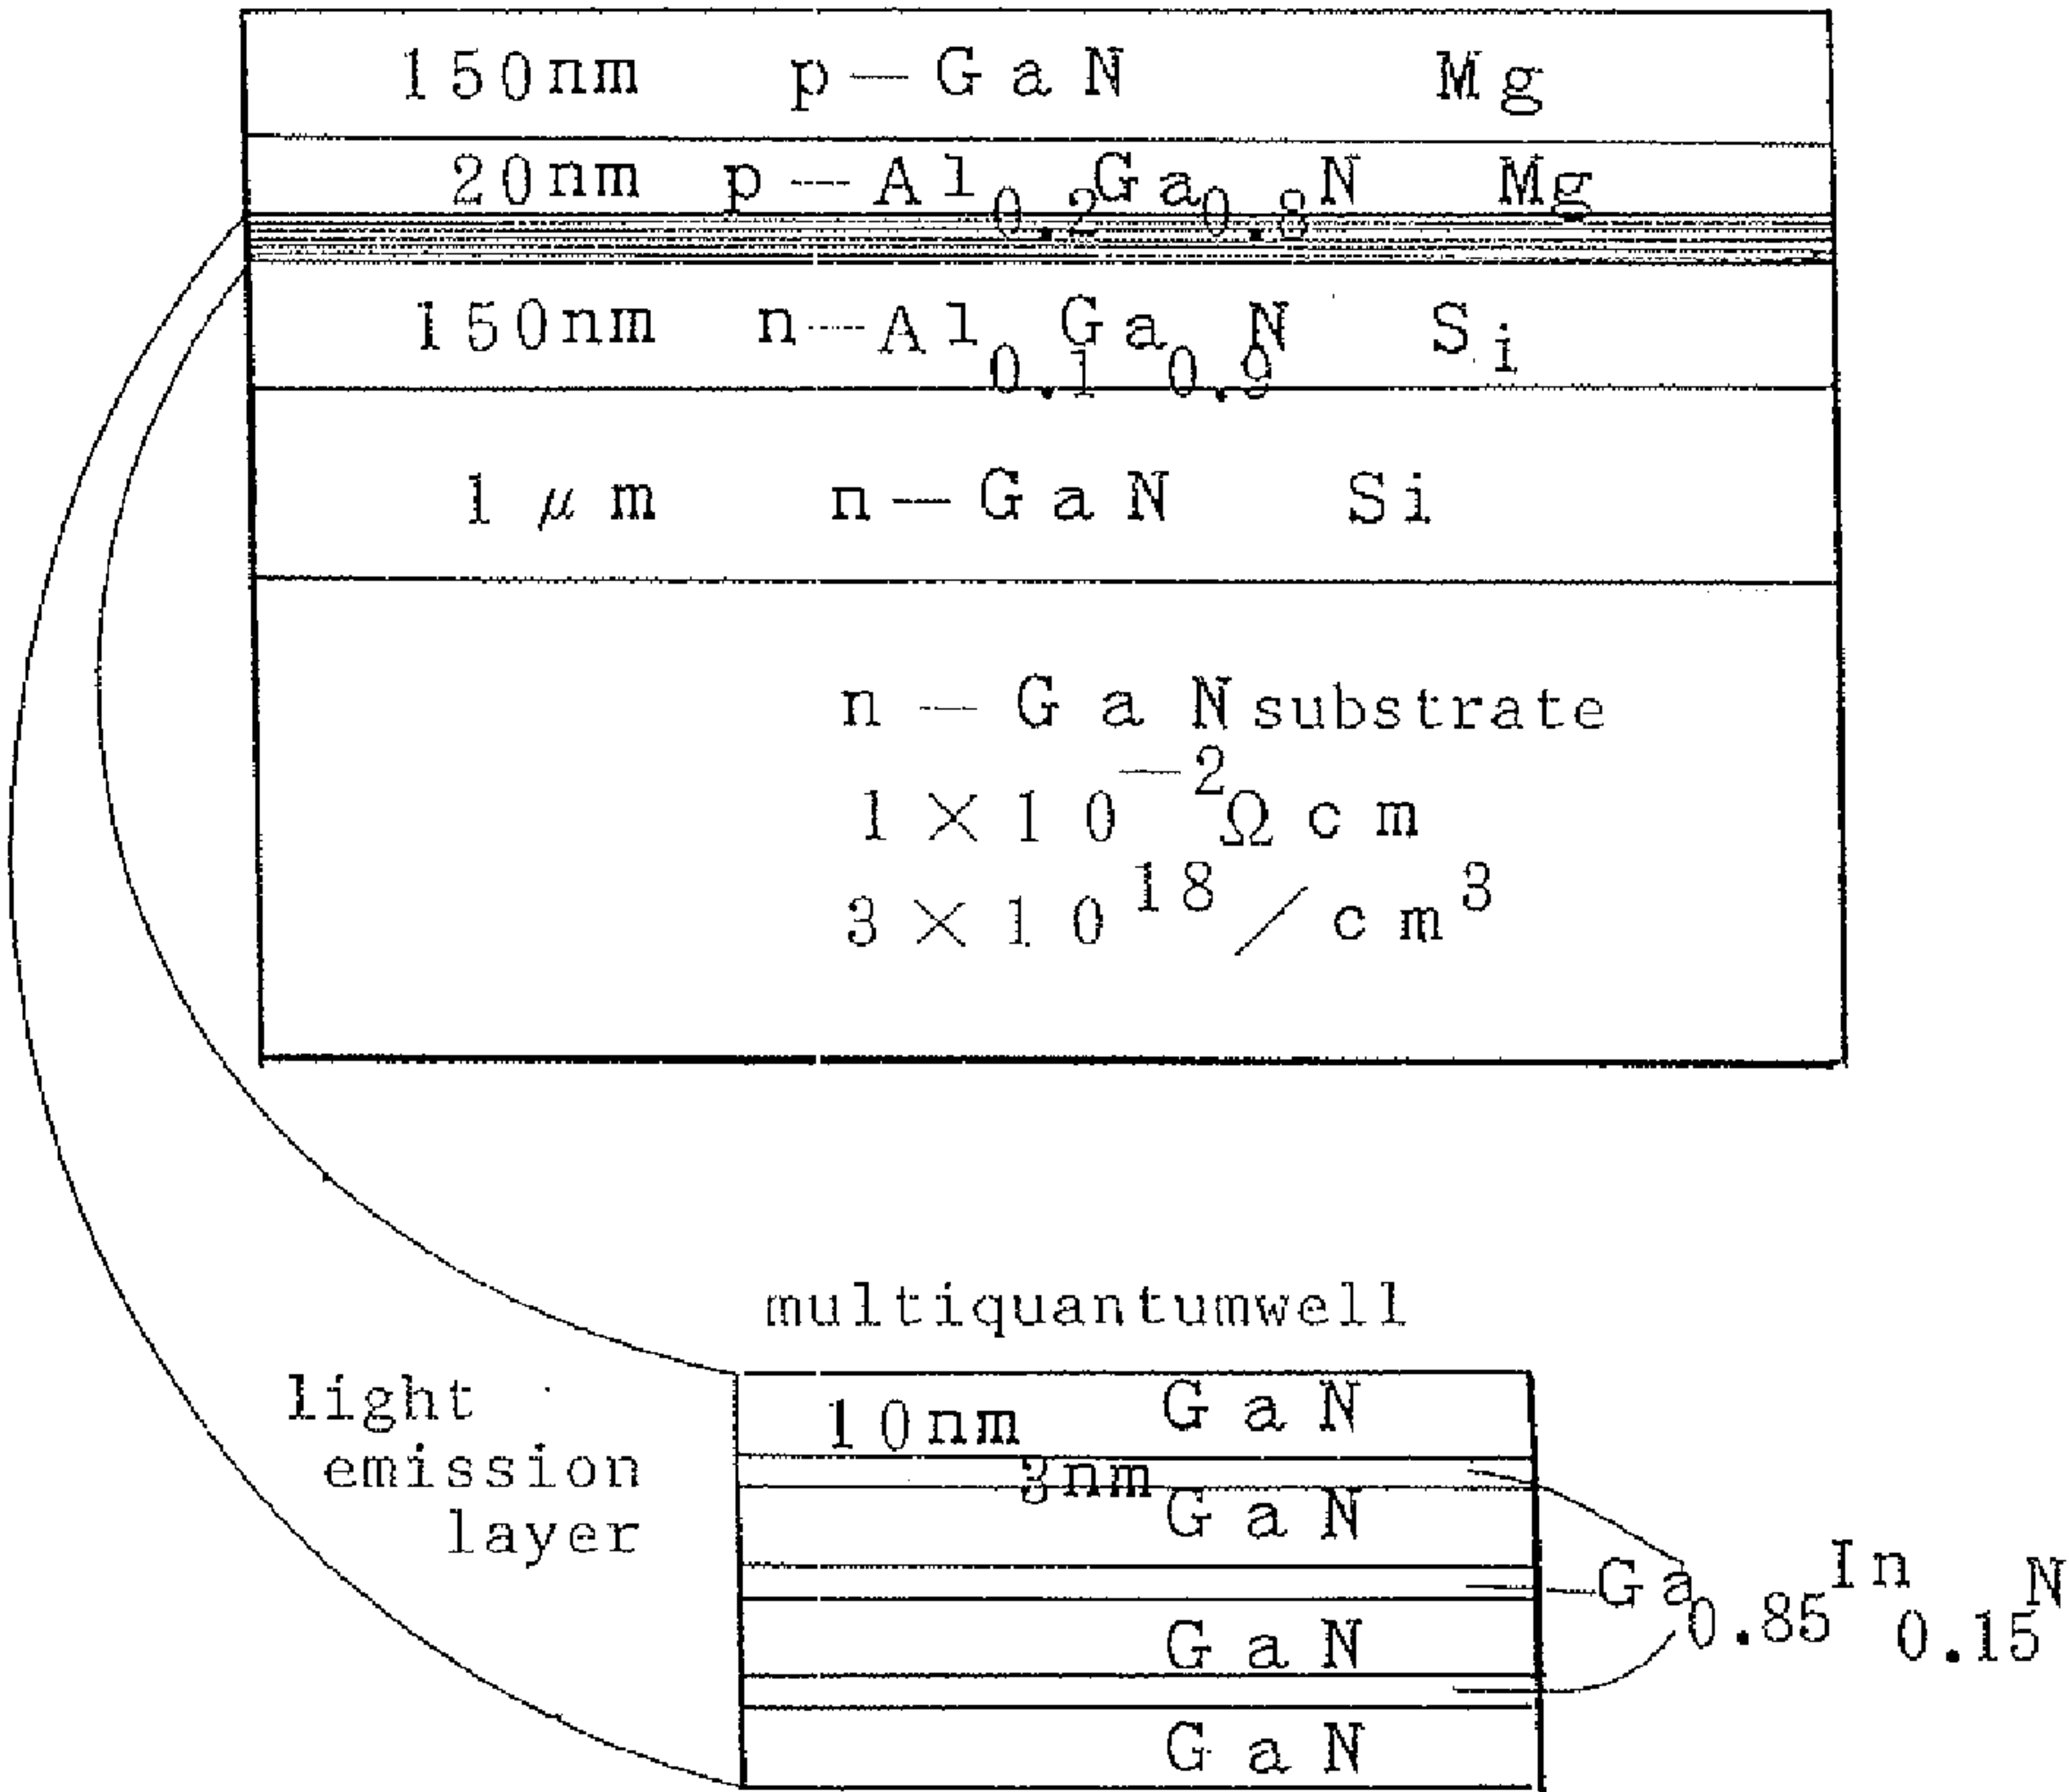 150nm p-GaN Mg
20nm p-Al0.2Ga0.8N Mg
150nm n-Al0.1Ga0.9N Si
1μm n-GaN Si
n-GaN substrate
1×10⁻²Ωcm
3×10¹⁸/cm³
multiquantumwell
light
emission
layer
10nm GaN
3nm
GaN
Ga0.85In0.15N
GaN
GaN